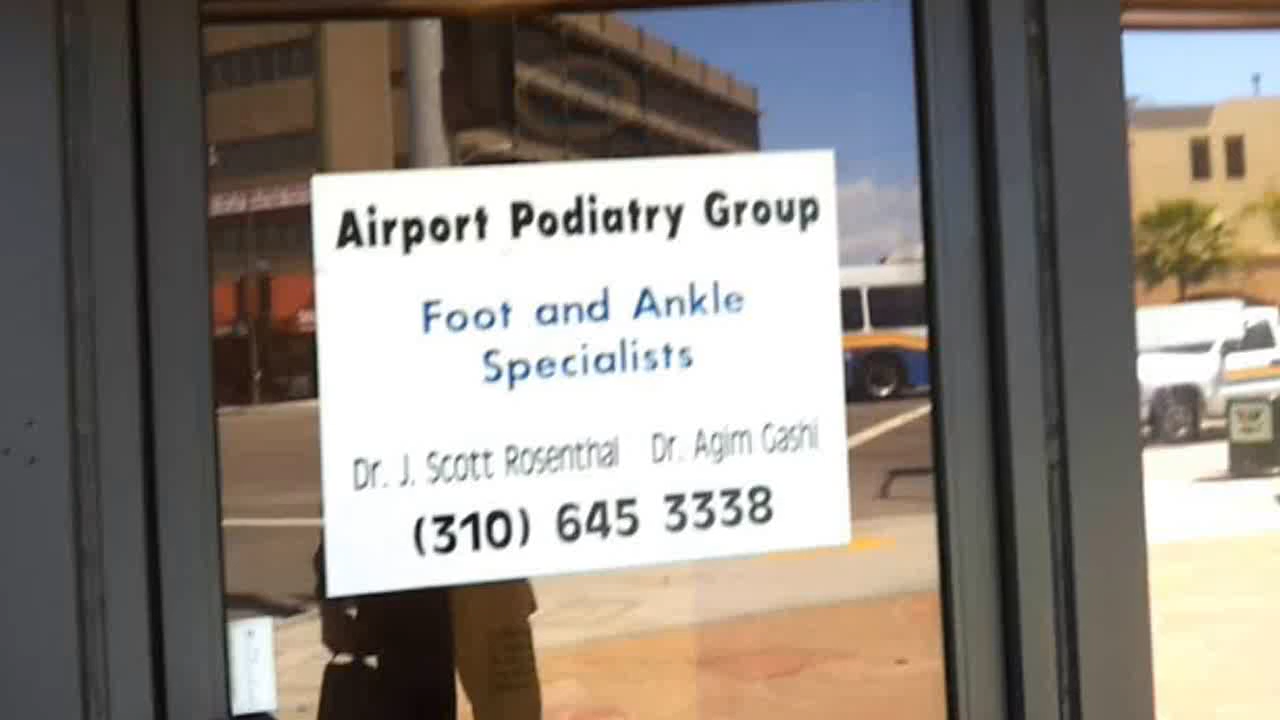 Airport Podiatry Group
Foot and Ankle
Specialists
Dr. J. Scott Rosenthal Dr. Agim Gashi
(310) 645 3338